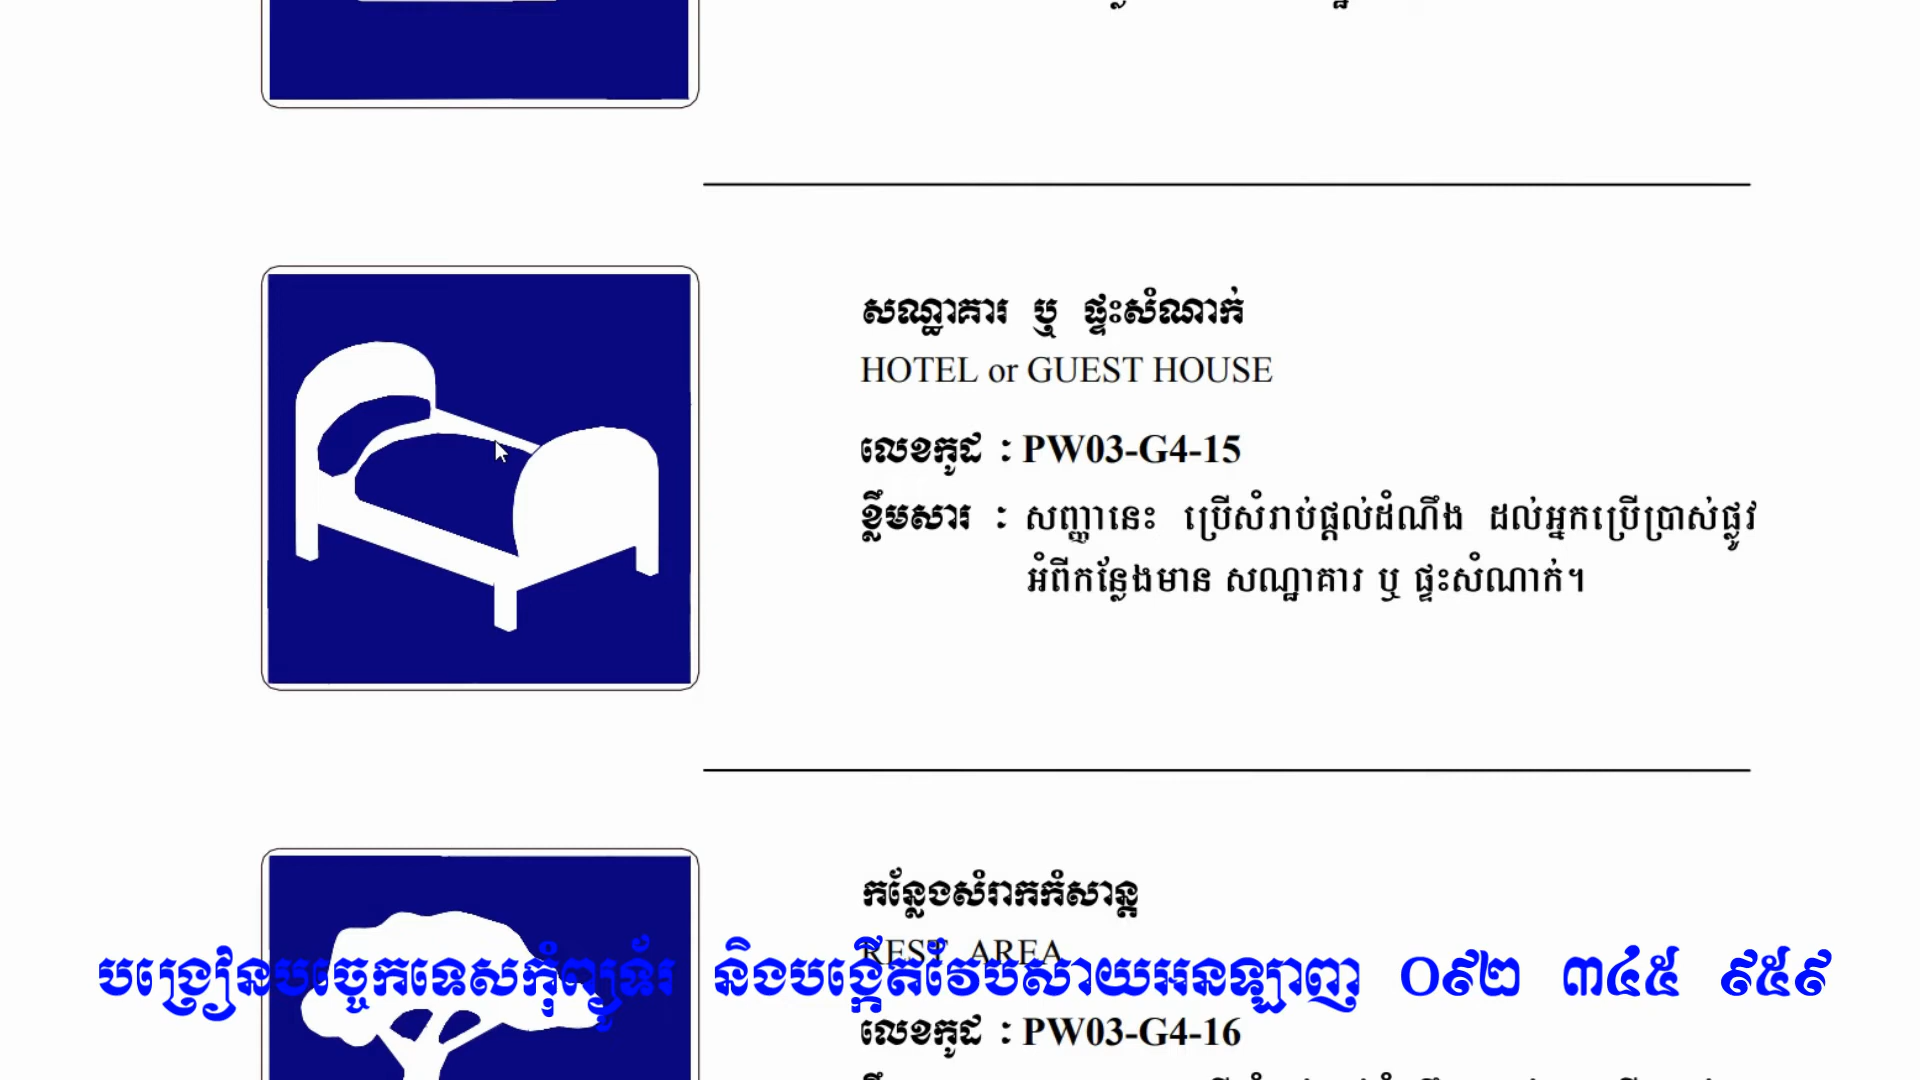 សណ្ឋាគារ ឬ ផ្ទះសំណាក់
HOTEL or GUEST HOUSE
លេខកូដ : PW03-G4-15
ខ្លឹមសារ : សញ្ញានេះ ប្រើសំរាប់ផ្តល់ដំណឹង ដល់អ្នកប្រើប្រាស់ផ្លូវ
អំពីកន្លែងមាន សណ្ឋាគារ ឬ ផ្ទះសំណាក់។
កន្លែងសំរាកកំសាន្ត
REST AREA
បង្រៀនបច្ចេកទេសកុំព្យូទ័រ និងបង្កើតវែបសាយអនឡាញ ០៩២ ៣៤៥ ៩៥៩
លេខកូដ : PW03-G4-16